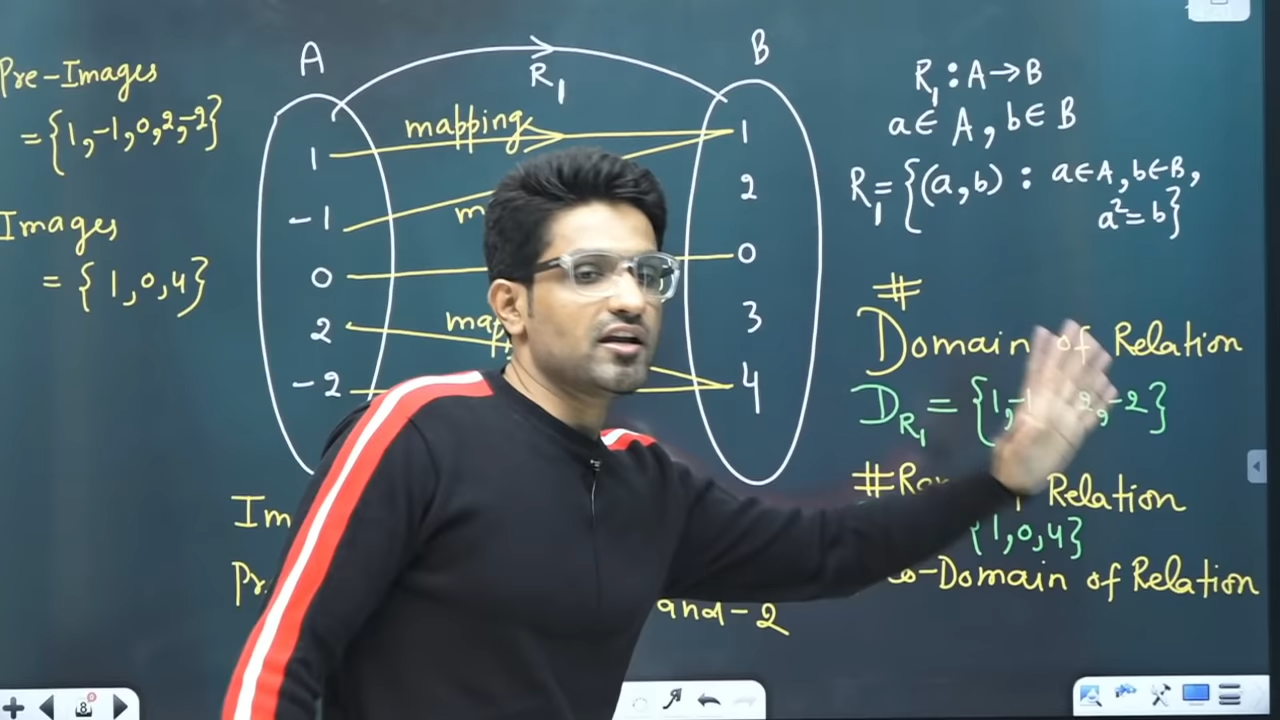 Pre-Images
={1,-1,0,2,-2}
Images
= { 1,0,4}
A
R₁
B
mapping
1
-1
0
2
-2
1
2
0
3
4
R₁ : A→B
a∈ A, b∈ B
R₁={(a,b) : a∈A, b∈B,
a²=b}
#
Domain of Relation
D_R₁ = {1, 2,-2}
# Relation
{1,0,4}
-Domain of Relation
and -2
8